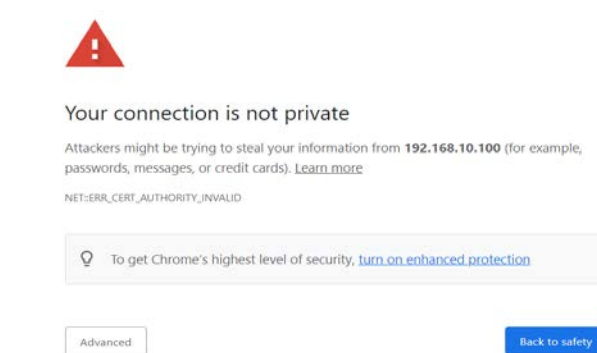 Your connection is not private
Attackers might be trying to steal your information from 192.168.10.100 (for example,
passwords, messages, or credit cards). Learn more
NET::ERR_CERT_AUTHORITY_INVALID
To get Chrome's highest level of security, turn on enhanced protection
Advanced
Back to safety